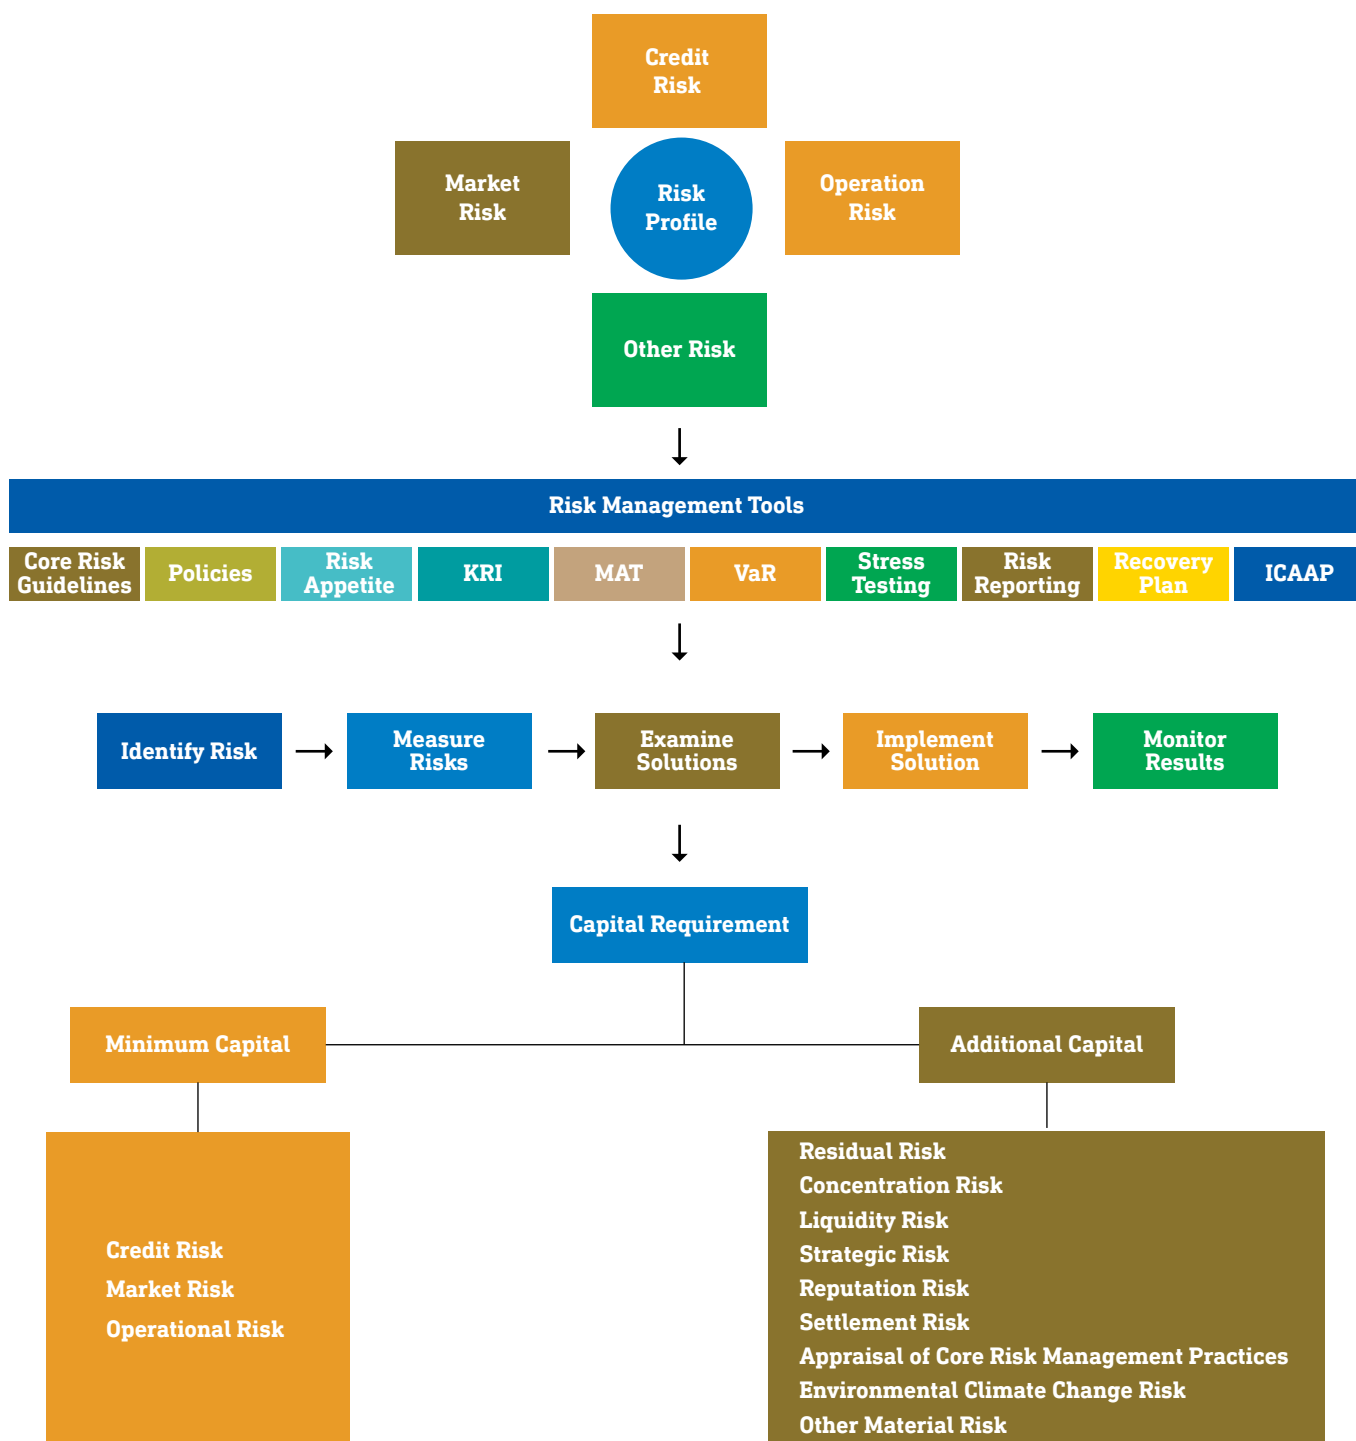 Credit
Risk
Market
Risk
Risk
Profile
Operation
Risk
Other Risk
Risk Management Tools
Core Risk
Guidelines
Policies
Risk
Appetite
KRI
MAT
VaR
Stress
Testing
Risk
Reporting
Recovery
Plan
ICAAP
Identify Risk
Measure
Risks
Examine
Solutions
Implement
Solution
Monitor
Results
Capital Requirement
Minimum Capital
Additional Capital
Credit Risk
Market Risk
Operational Risk
Residual Risk
Concentration Risk
Liquidity Risk
Strategic Risk
Reputation Risk
Settlement Risk
Appraisal of Core Risk Management Practices
Environmental Climate Change Risk
Other Material Risk